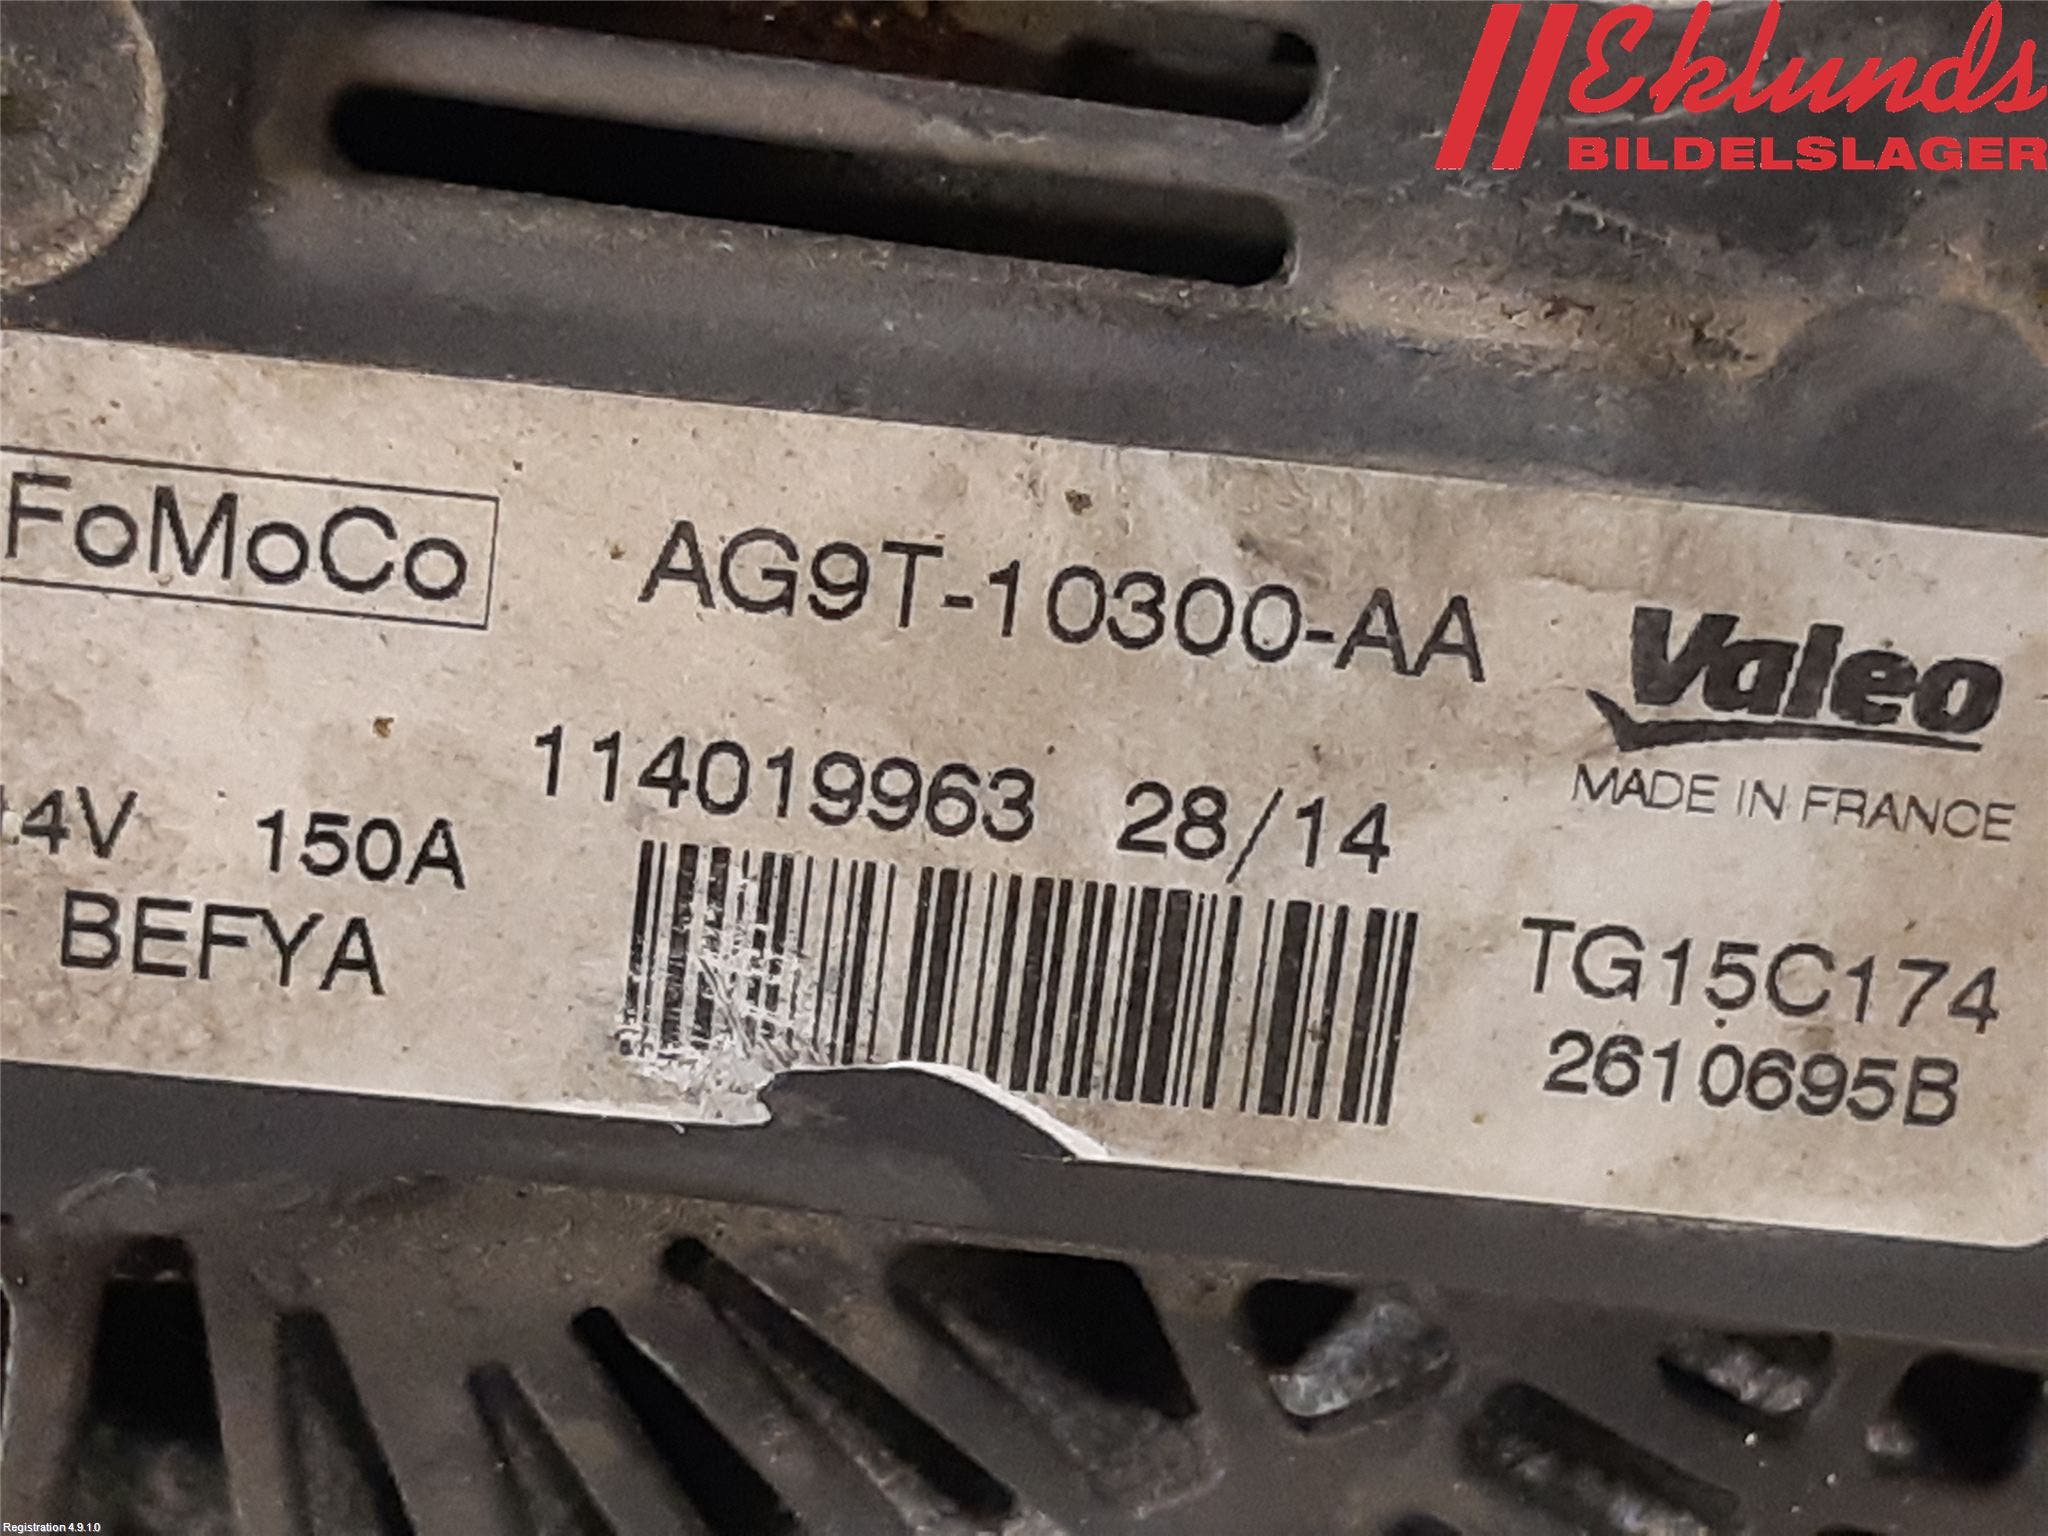 Eklunds
BILDELSLAGER
FoMoCo AG9T-10300-AA
Valeo
MADE IN FRANCE
114019963 28/14
14V 150A
BEFYA
TG15C174
2610695B
Registration 4.9.1.0